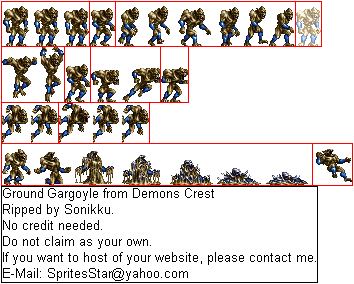 Ground Gargoyle from Demons Crest
Ripped by Sonikku.
No credit needed.
Do not claim as your own.
If you want to host of your website, please contact me.
E-Mail: SpritesStar@yahoo.com